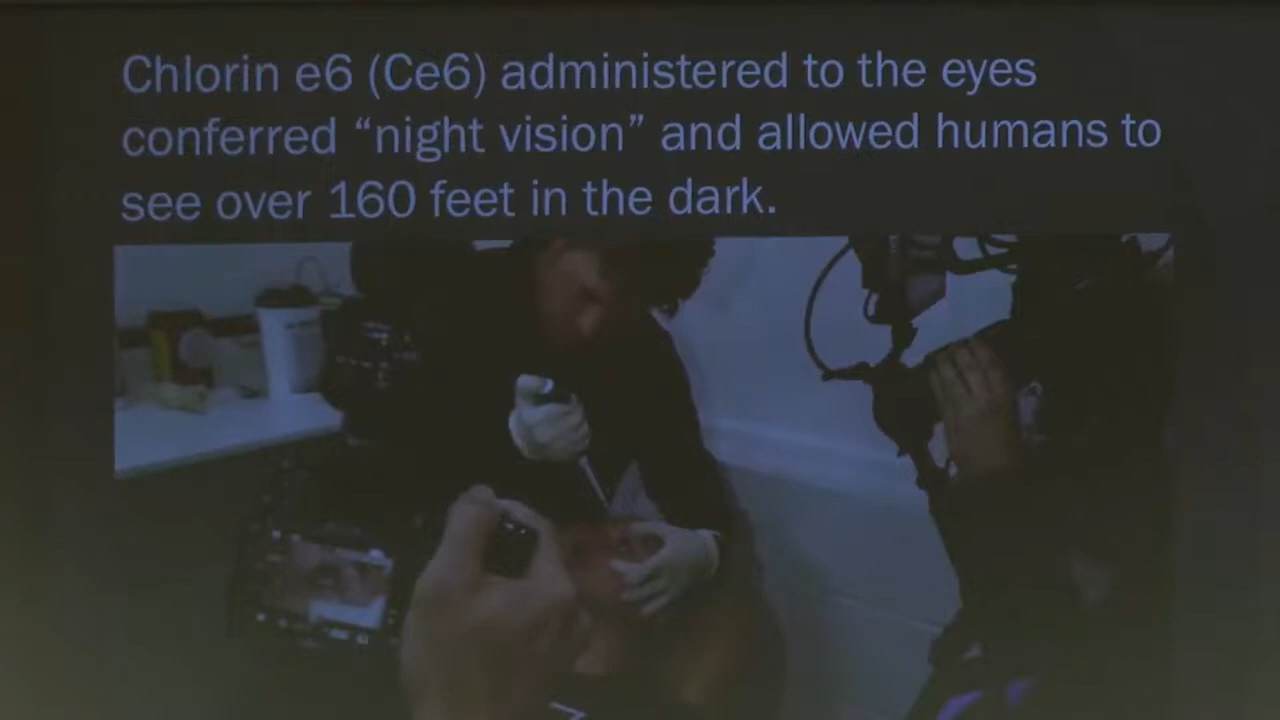 Chlorin e6 (Ce6) administered to the eyes
conferred “night vision” and allowed humans to
see over 160 feet in the dark.